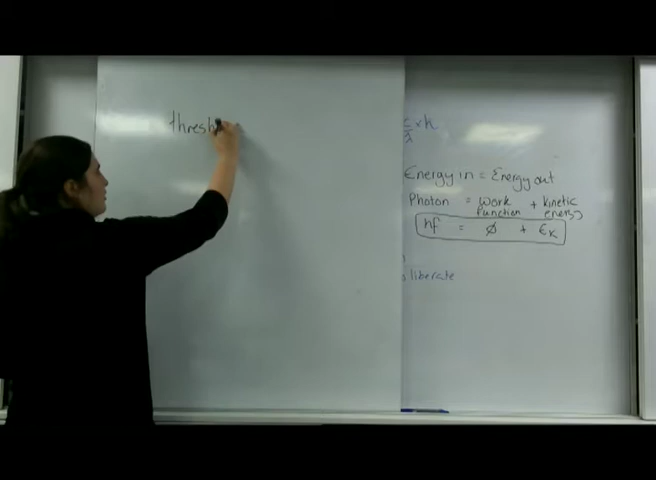 thresh
Energy in = Energy out
Photon = work function + kinetic energy
hf = Ø + EK
liberate